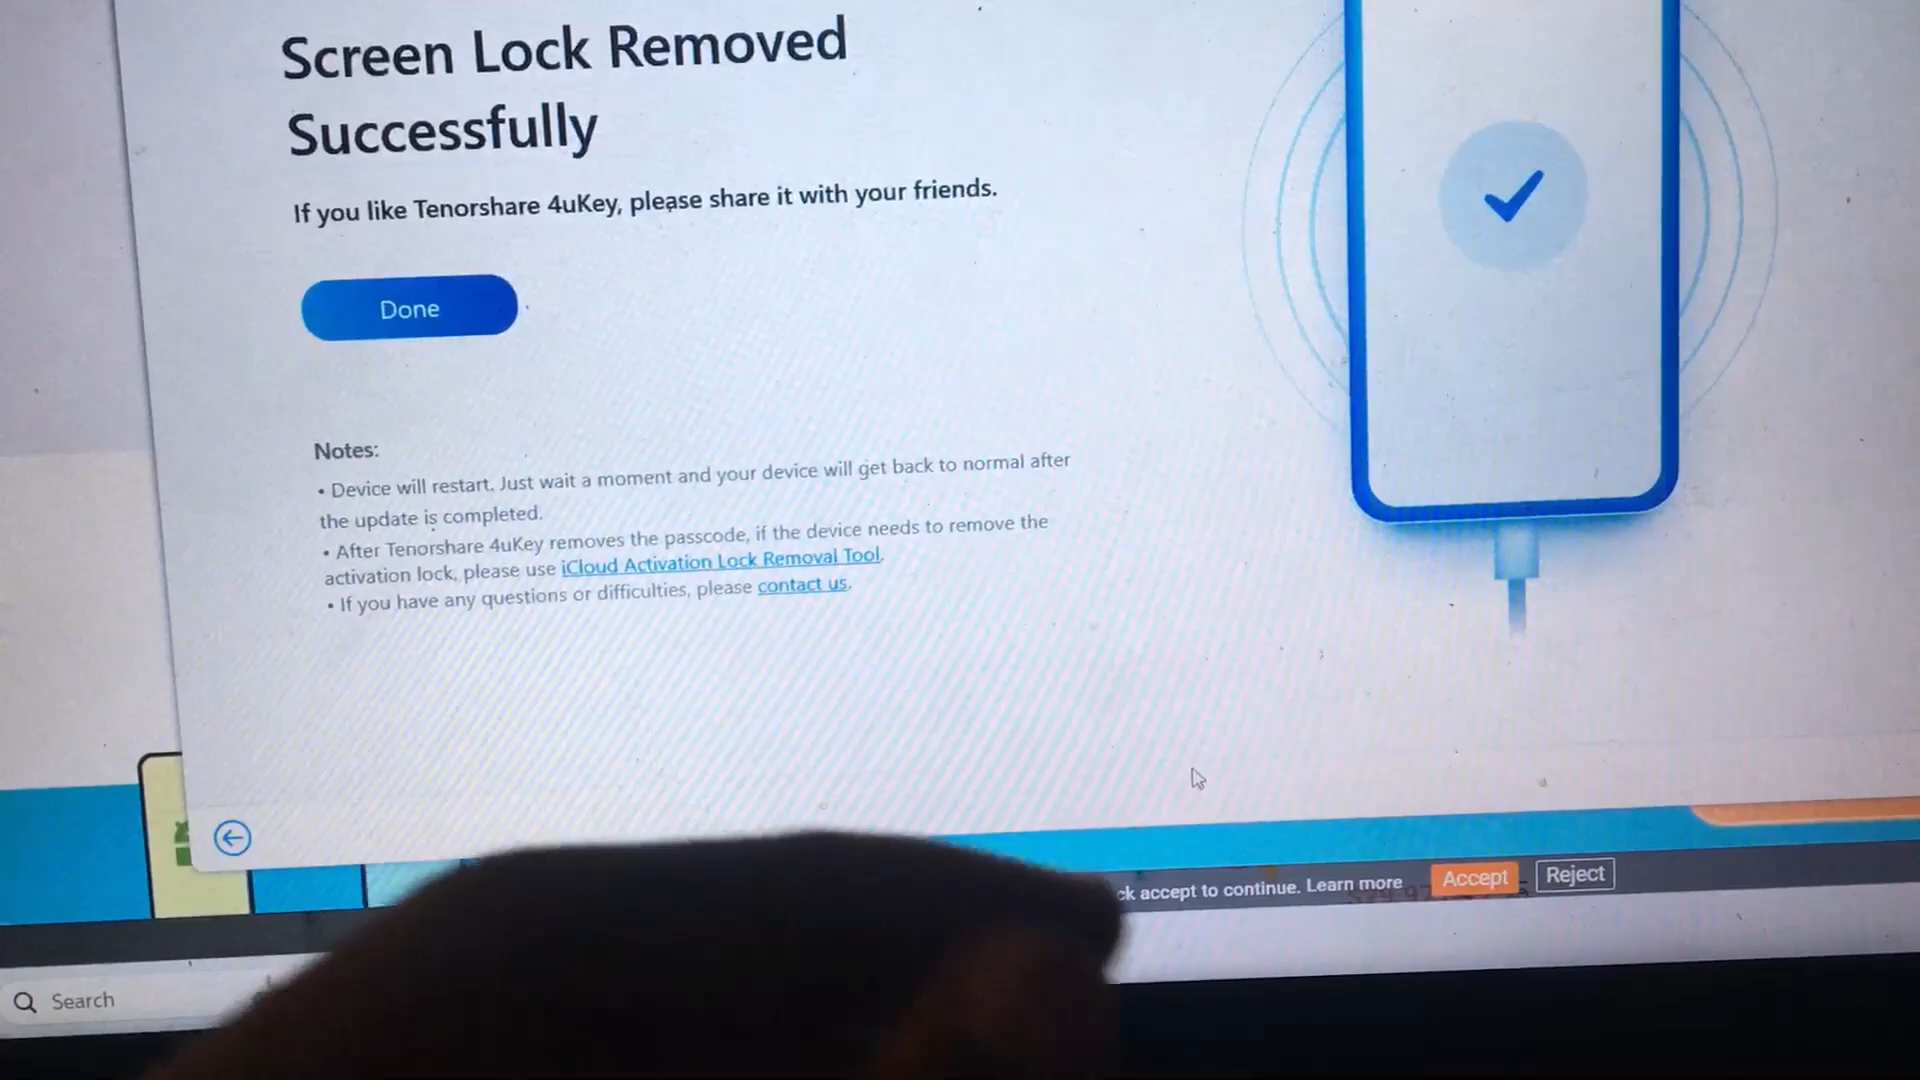 Screen Lock Removed
Successfully
If you like Tenorshare 4uKey, please share it with your friends.
Done
Notes:
• Device will restart. Just wait a moment and your device will get back to normal after
the update is completed.
• After Tenorshare 4uKey removes the passcode, if the device needs to remove the
activation lock, please use iCloud Activation Lock Removal Tool.
• If you have any questions or difficulties, please contact us.
accept to continue. Learn more
Accept
Reject
Search